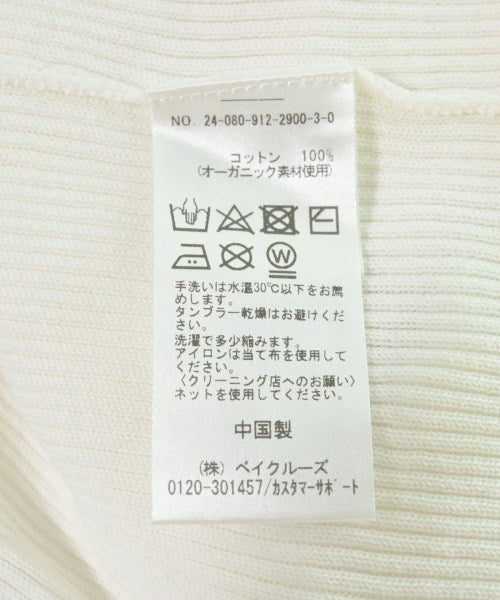 NO. 24-080-912-2900-3-0
コットン 100%
(オーガニック素材使用)
W
手洗いは水温30℃以下をお薦
めします。
タンブラー乾燥はお避けくだ
さい。
洗濯で多少縮みます。
アイロンは当て布を使用して
ください。
〈クリーニング店へのお願い〉
ネットを使用してください。
中国製
(株) ベイクルーズ
0120-301457/カスタマーサポート